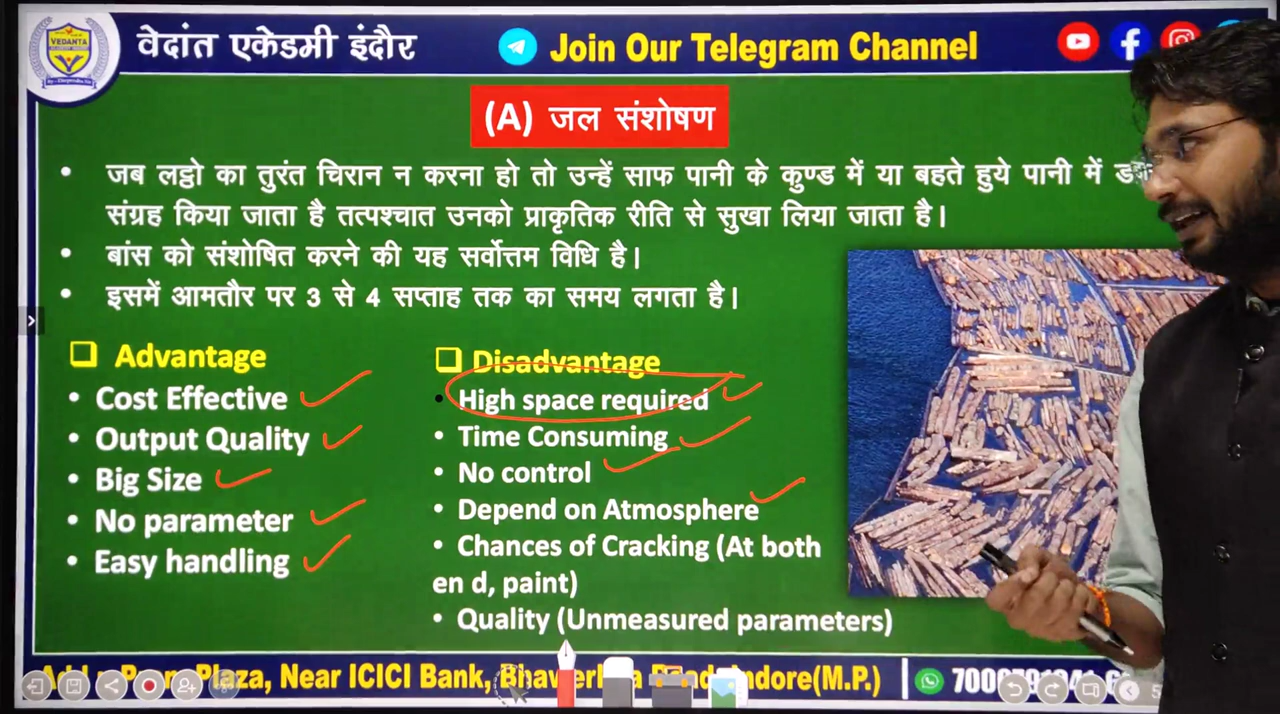 VEDANTA
वेदांत एकेडमी इंदौर
Join Our Telegram Channel
(A) जल संशोषण
• जब लट्ठो का तुरंत चिरान न करना हो तो उन्हें साफ पानी के कुण्ड में या बहते हुये पानी में
संग्रह किया जाता है तत्पश्चात उनको प्राकृतिक रीति से सुखा लिया जाता है।
• बांस को संशोषित करने की यह सर्वोत्तम विधि है।
• इसमें आमतौर पर 3 से 4 सप्ताह तक का समय लगता है।
Advantage
• Cost Effective
• Output Quality
• Big Size
• No parameter
• Easy handling
Disadvantage
• High space required
• Time Consuming
• No control
• Depend on Atmosphere
• Chances of Cracking (At both
en d, paint)
• Quality (Unmeasured parameters)
Plaza, Near ICICI Bank, Indore(M.P.)